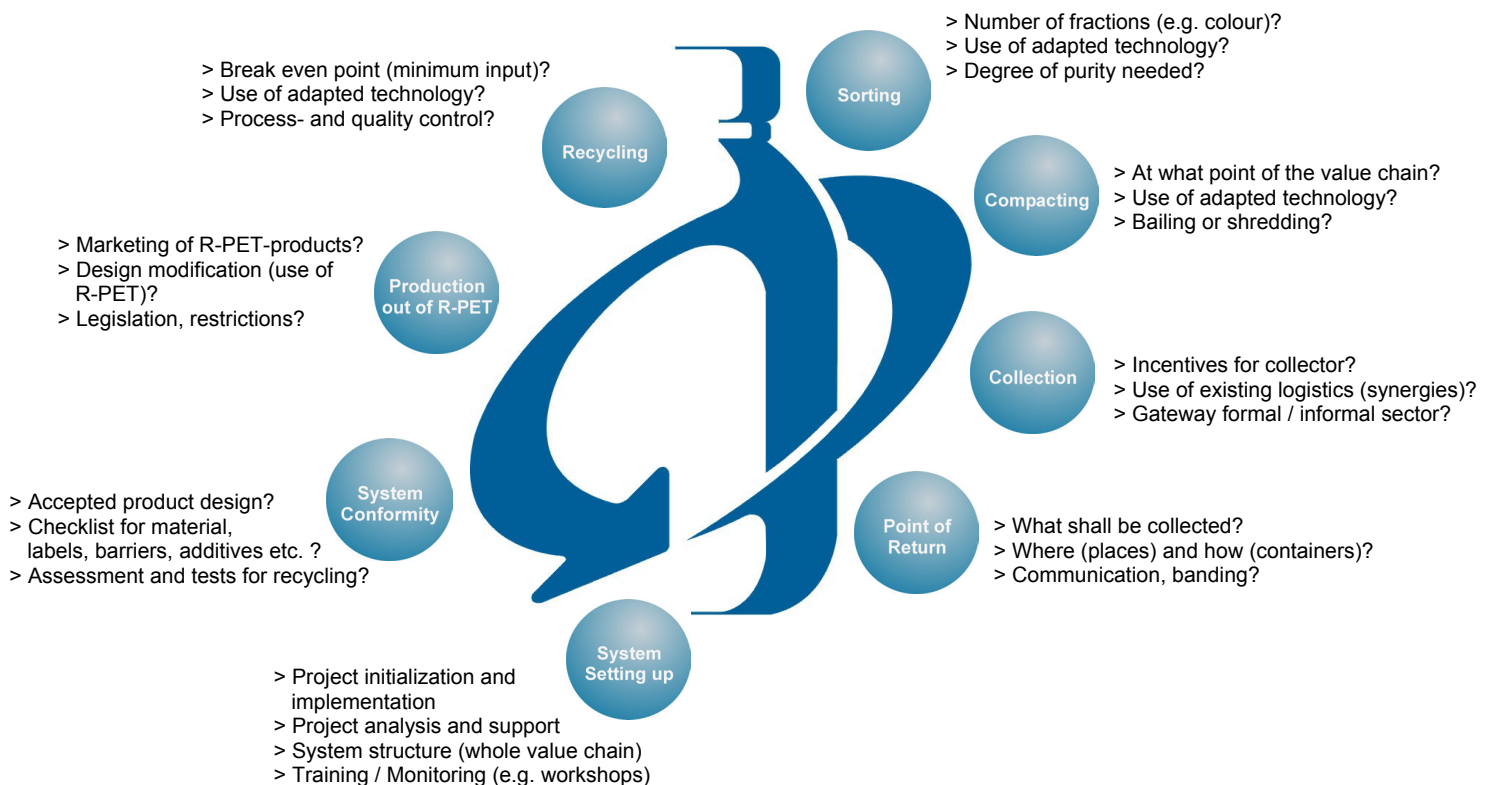 > Number of fractions (e.g. colour)?
> Use of adapted technology?
> Degree of purity needed?
Sorting
> Break even point (minimum input)?
> Use of adapted technology?
> Process- and quality control?
Recycling
> At what point of the value chain?
> Use of adapted technology?
> Bailing or shredding?
Compacting
> Marketing of R-PET-products?
> Design modification (use of
R-PET)?
> Legislation, restrictions?
Production
out of R-PET
> Incentives for collector?
> Use of existing logistics (synergies)?
> Gateway formal / informal sector?
Collection
> Accepted product design?
> Checklist for material,
labels, barriers, additives etc. ?
> Assessment and tests for recycling?
System
Conformity
Point of
Return
> What shall be collected?
> Where (places) and how (containers)?
> Communication, banding?
System
Setting up
> Project initialization and
implementation
> Project analysis and support
> System structure (whole value chain)
> Training / Monitoring (e.g. workshops)